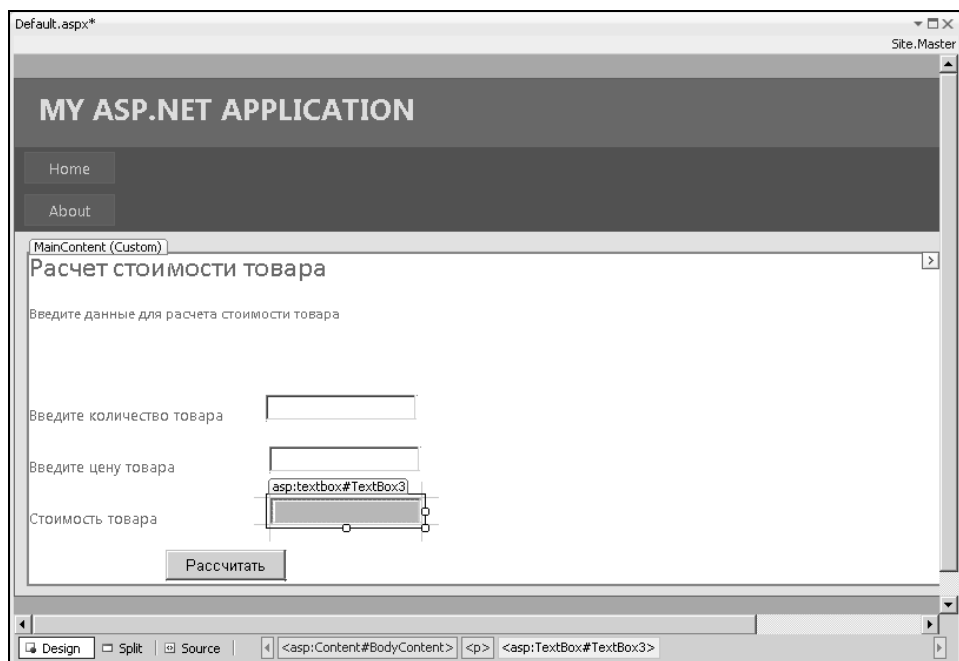 Default.aspx*
Site.Master
MY ASP.NET APPLICATION
Home
About
MainContent (Custom)
Расчет стоимости товара
Введите данные для расчета стоимости товара
Введите количество товара
Введите цену товара
asp:textbox#TextBox3
Стоимость товара
Рассчитать
Design Split Source <asp:Content#BodyContent> <p> <asp:TextBox#TextBox3>